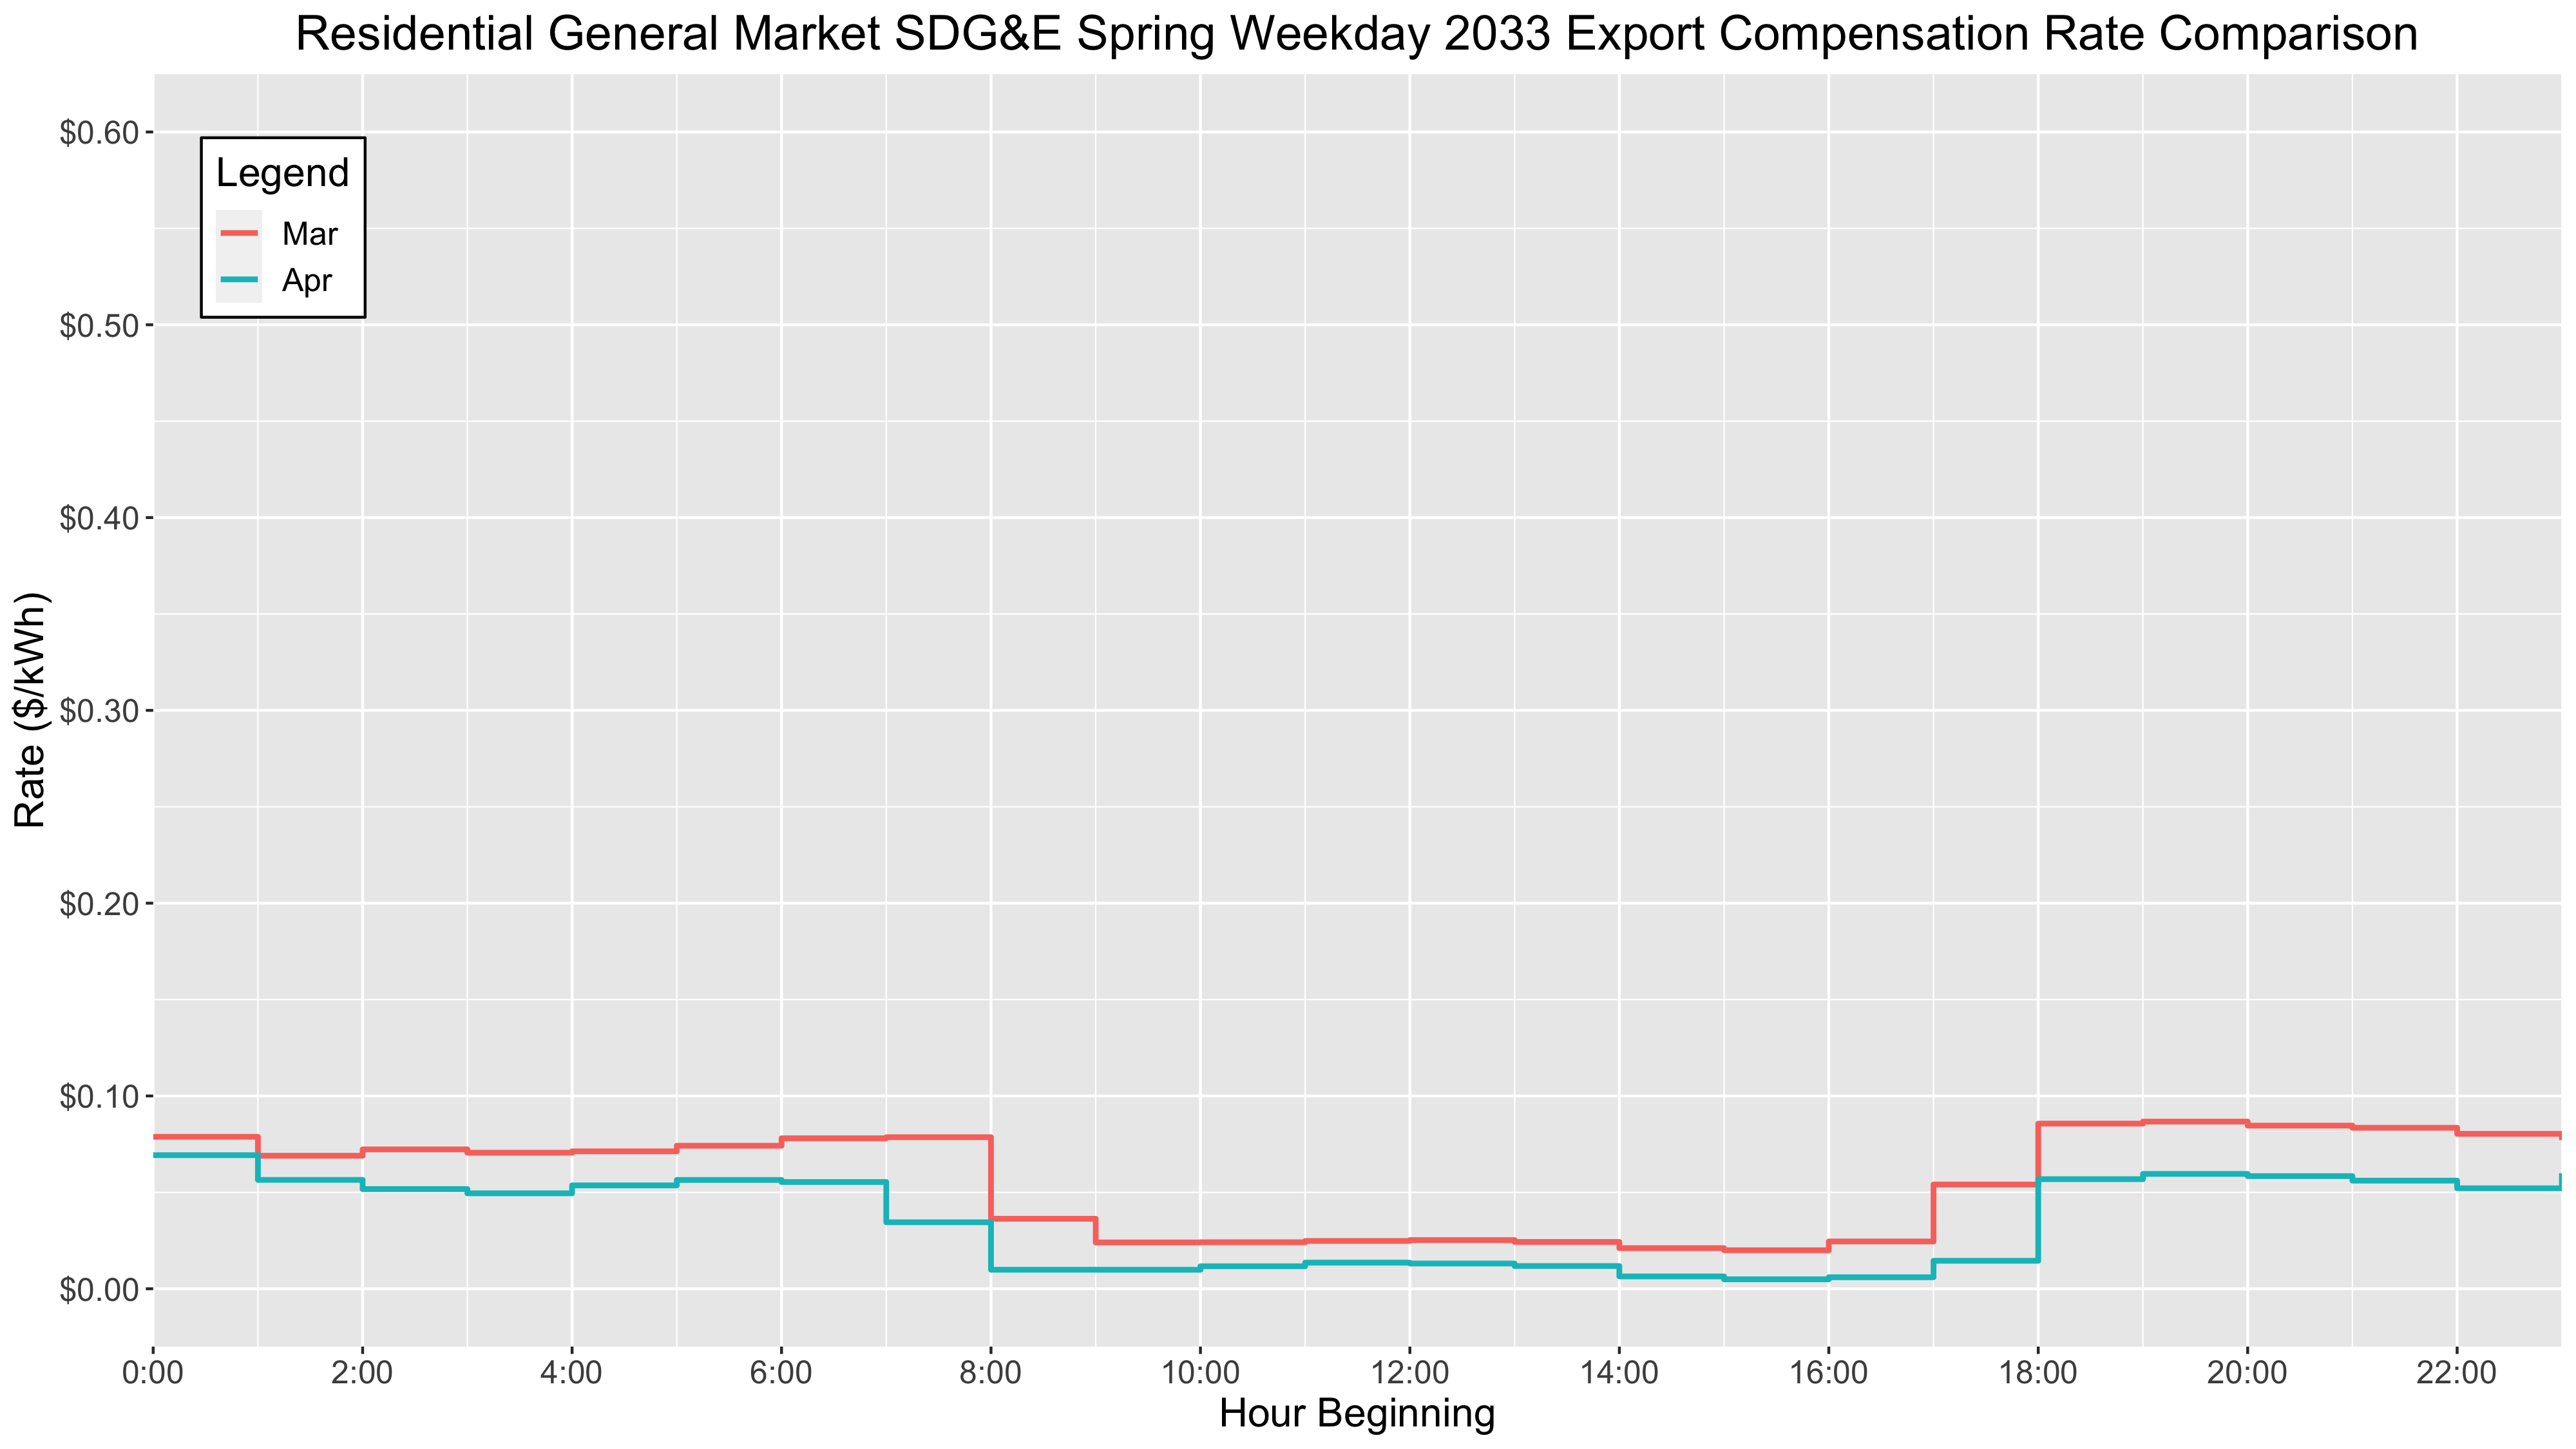 Residential General Market SDG&E Spring Weekday 2033 Export Compensation Rate Comparison
$0.60
Legend
Mar
Apr
$0.50
$0.40
Rate ($/kWh)
$0.30
$0.20
$0.10
$0.00
0:00 2:00 4:00 6:00 8:00 10:00 12:00 14:00 16:00 18:00 20:00 22:00
Hour Beginning